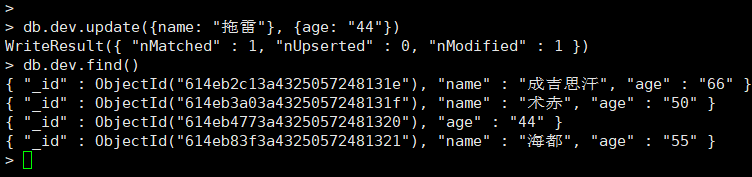 >
> db.dev.update({name: "拖雷"}, {age: "44"})
WriteResult({ "nMatched" : 1, "nUpserted" : 0, "nModified" : 1 })
> db.dev.find()
{ "_id" : ObjectId("614eb2c13a4325057248131e"), "name" : "成吉思汗", "age" : "66" }
{ "_id" : ObjectId("614eb3a03a4325057248131f"), "name" : "术赤", "age" : "50" }
{ "_id" : ObjectId("614eb4773a43250572481320"), "age" : "44" }
{ "_id" : ObjectId("614eb83f3a43250572481321"), "name" : "海都", "age" : "55" }
>